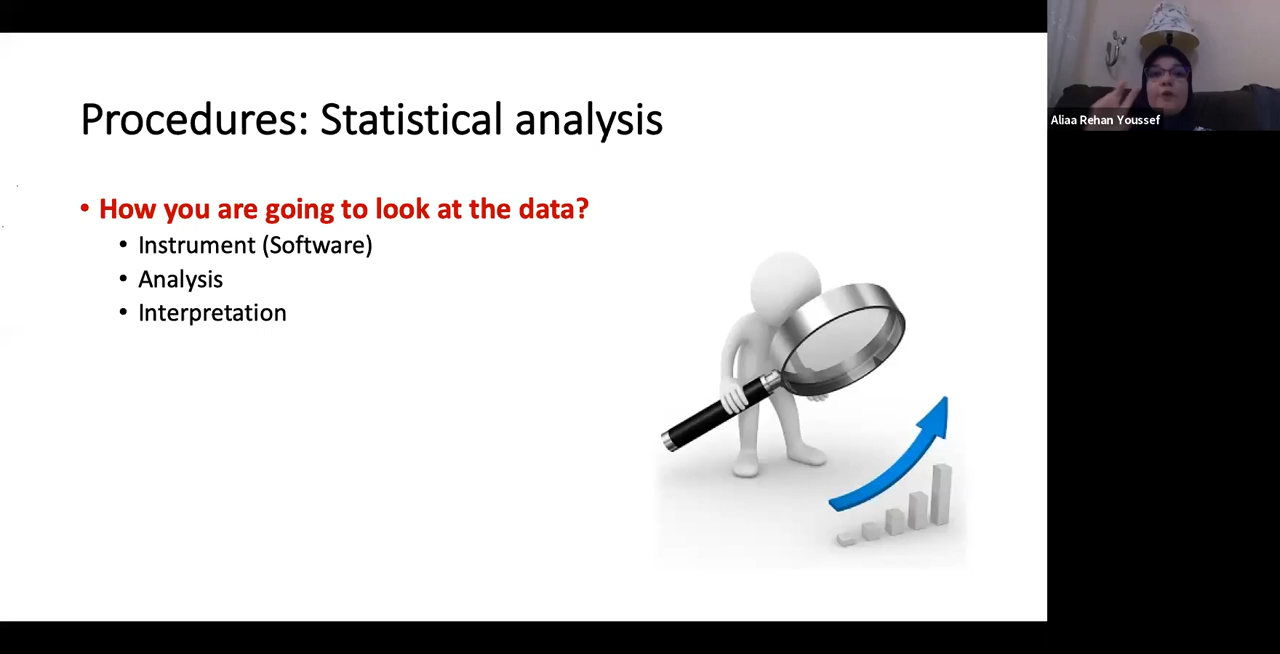 Procedures: Statistical analysis
• How you are going to look at the data?
• Instrument (Software)
• Analysis
• Interpretation
Aliaa Rehan Youssef